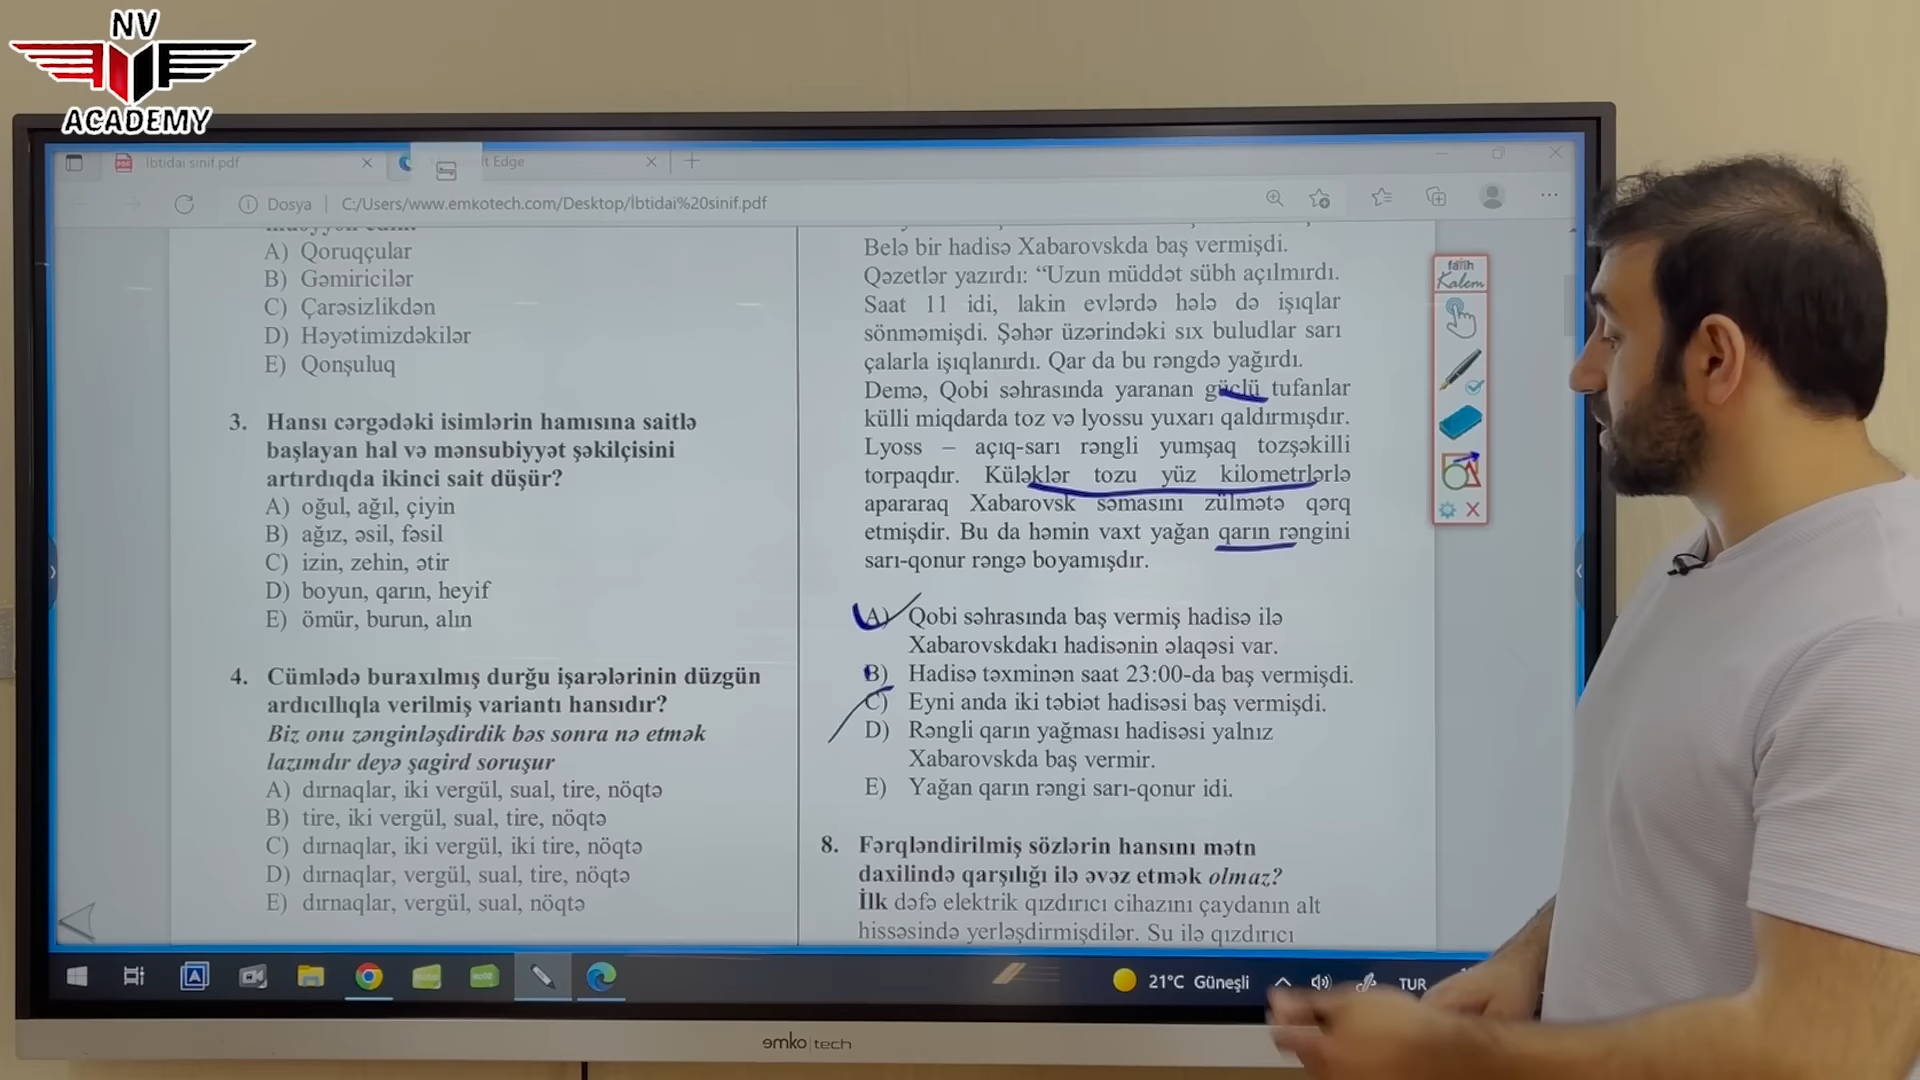 NV
ACADEMY
İbtidai sinif.pdf
t Edge
Dosya
C:/Users/www.emkotech.com/Desktop/İbtidai%20sinif.pdf
A) Qoruqçular
B) Gəmiricilər
C) Çarəsizlikdən
D) Həyətimizdəkilər
E) Qonşuluq
3. Hansı cərgədəki isimlərin hamısına saitlə
başlayan hal və mənsubiyyət şəkilçisini
artırdıqda ikinci sait düşür?
A) oğul, ağıl, çiyin
B) ağız, əsil, fəsil
C) izin, zehin, ətir
D) boyun, qarın, heyif
E) ömür, burun, alın
4. Cümlədə buraxılmış durğu işarələrinin düzgün
ardıcıllıqla verilmiş variantı hansıdır?
Biz onu zənginləşdirdik bəs sonra nə etmək
lazımdır deyə şagird soruşur
A) dırnaqlar, iki vergül, sual, tire, nöqtə
B) tire, iki vergül, sual, tire, nöqtə
C) dırnaqlar, iki vergül, iki tire, nöqtə
D) dırnaqlar, vergül, sual, tire, nöqtə
E) dırnaqlar, vergül, sual, nöqtə
Belə bir hadisə Xabarovskda baş vermişdi.
Qəzetlər yazırdı: “Uzun müddət sübh açılmırdı.
Saat 11 idi, lakin evlərdə hələ də işıqlar
sönməmişdi. Şəhər üzərindəki sıx buludlar sarı
çalarla işıqlanırdı. Qar da bu rəngdə yağırdı.
Demə, Qobi səhrasında yaranan güclü tufanlar
külli miqdarda toz və lyossu yuxarı qaldırmışdır.
Lyoss – açıq-sarı rəngli yumşaq tozşəkilli
torpaqdır. Küləklər tozu yüz kilometrlərlə
apararaq Xabarovsk səmasını zülmətə qərq
etmişdir. Bu da həmin vaxt yağan qarın rəngini
sarı-qonur rəngə boyamışdır.
A) Qobi səhrasında baş vermiş hadisə ilə
Xabarovskdakı hadisənin əlaqəsi var.
B) Hadisə təxminən saat 23:00-da baş vermişdi.
C) Eyni anda iki təbiət hadisəsi baş vermişdi.
D) Rəngli qarın yağması hadisəsi yalnız
Xabarovskda baş vermir.
E) Yağan qarın rəngi sarı-qonur idi.
8. Fərqləndirilmiş sözlərin hansını mətn
daxilində qarşılığı ilə əvəz etmək olmaz?
İlk dəfə elektrik qızdırıcı cihazını çaydanın alt
hissəsində yerləşdirmişdilər. Su ilə qızdırıcı
fatih
Kalem
21°C Güneşli
TUR
emko tech